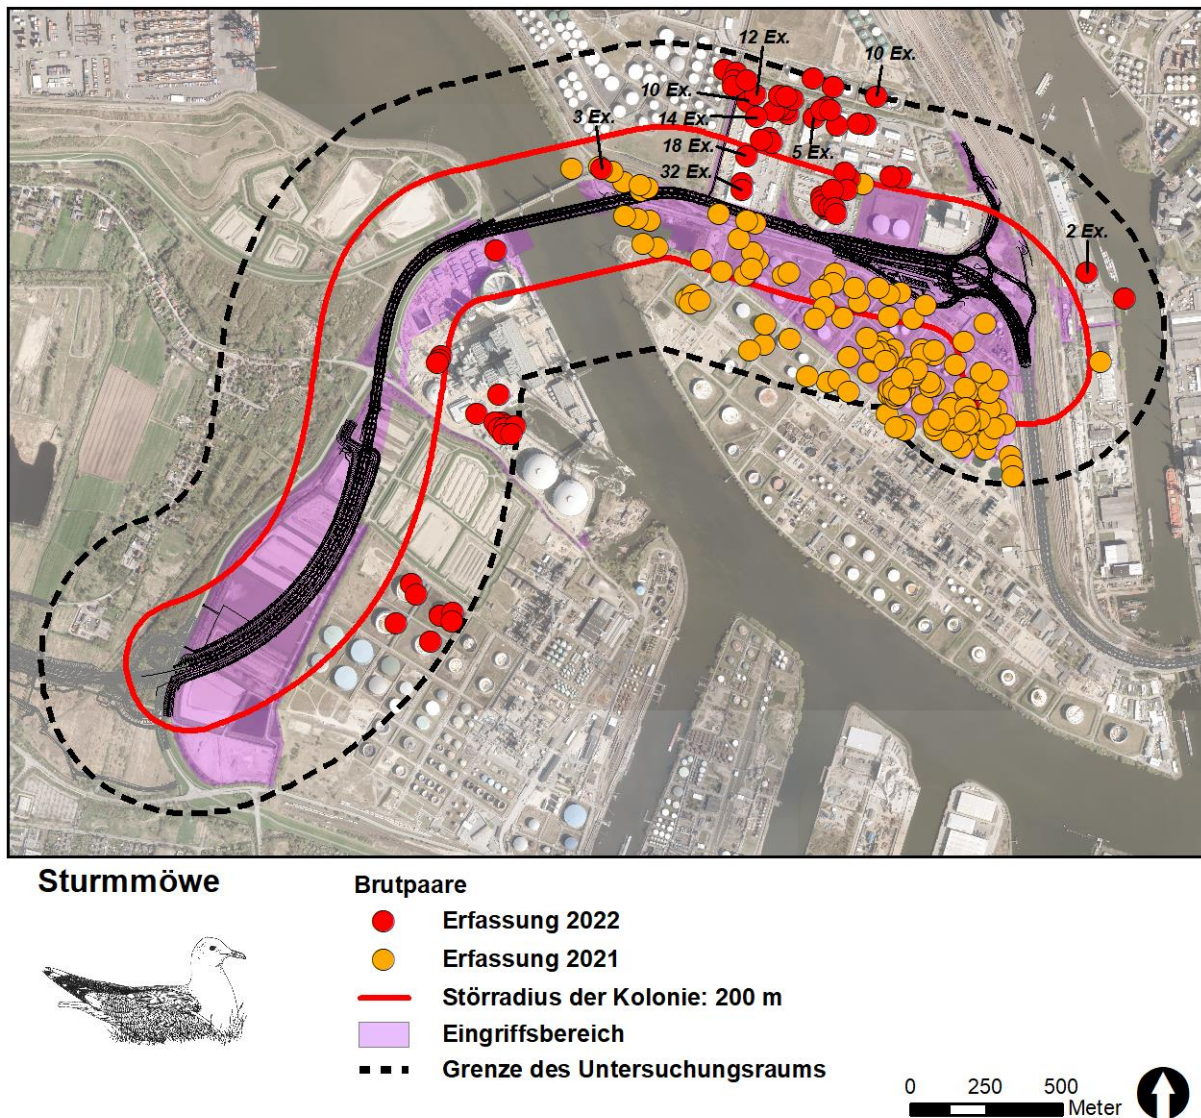 12 Ex.
10 Ex.
10 Ex.
14 Ex.
3 Ex.
18 Ex.
5 Ex.
32 Ex.
2 Ex.
Sturmmöwe
Brutpaare
Erfassung 2022
Erfassung 2021
Störradius der Kolonie: 200 m
Eingriffsbereich
Grenze des Untersuchungsraums
0 250 500
Meter